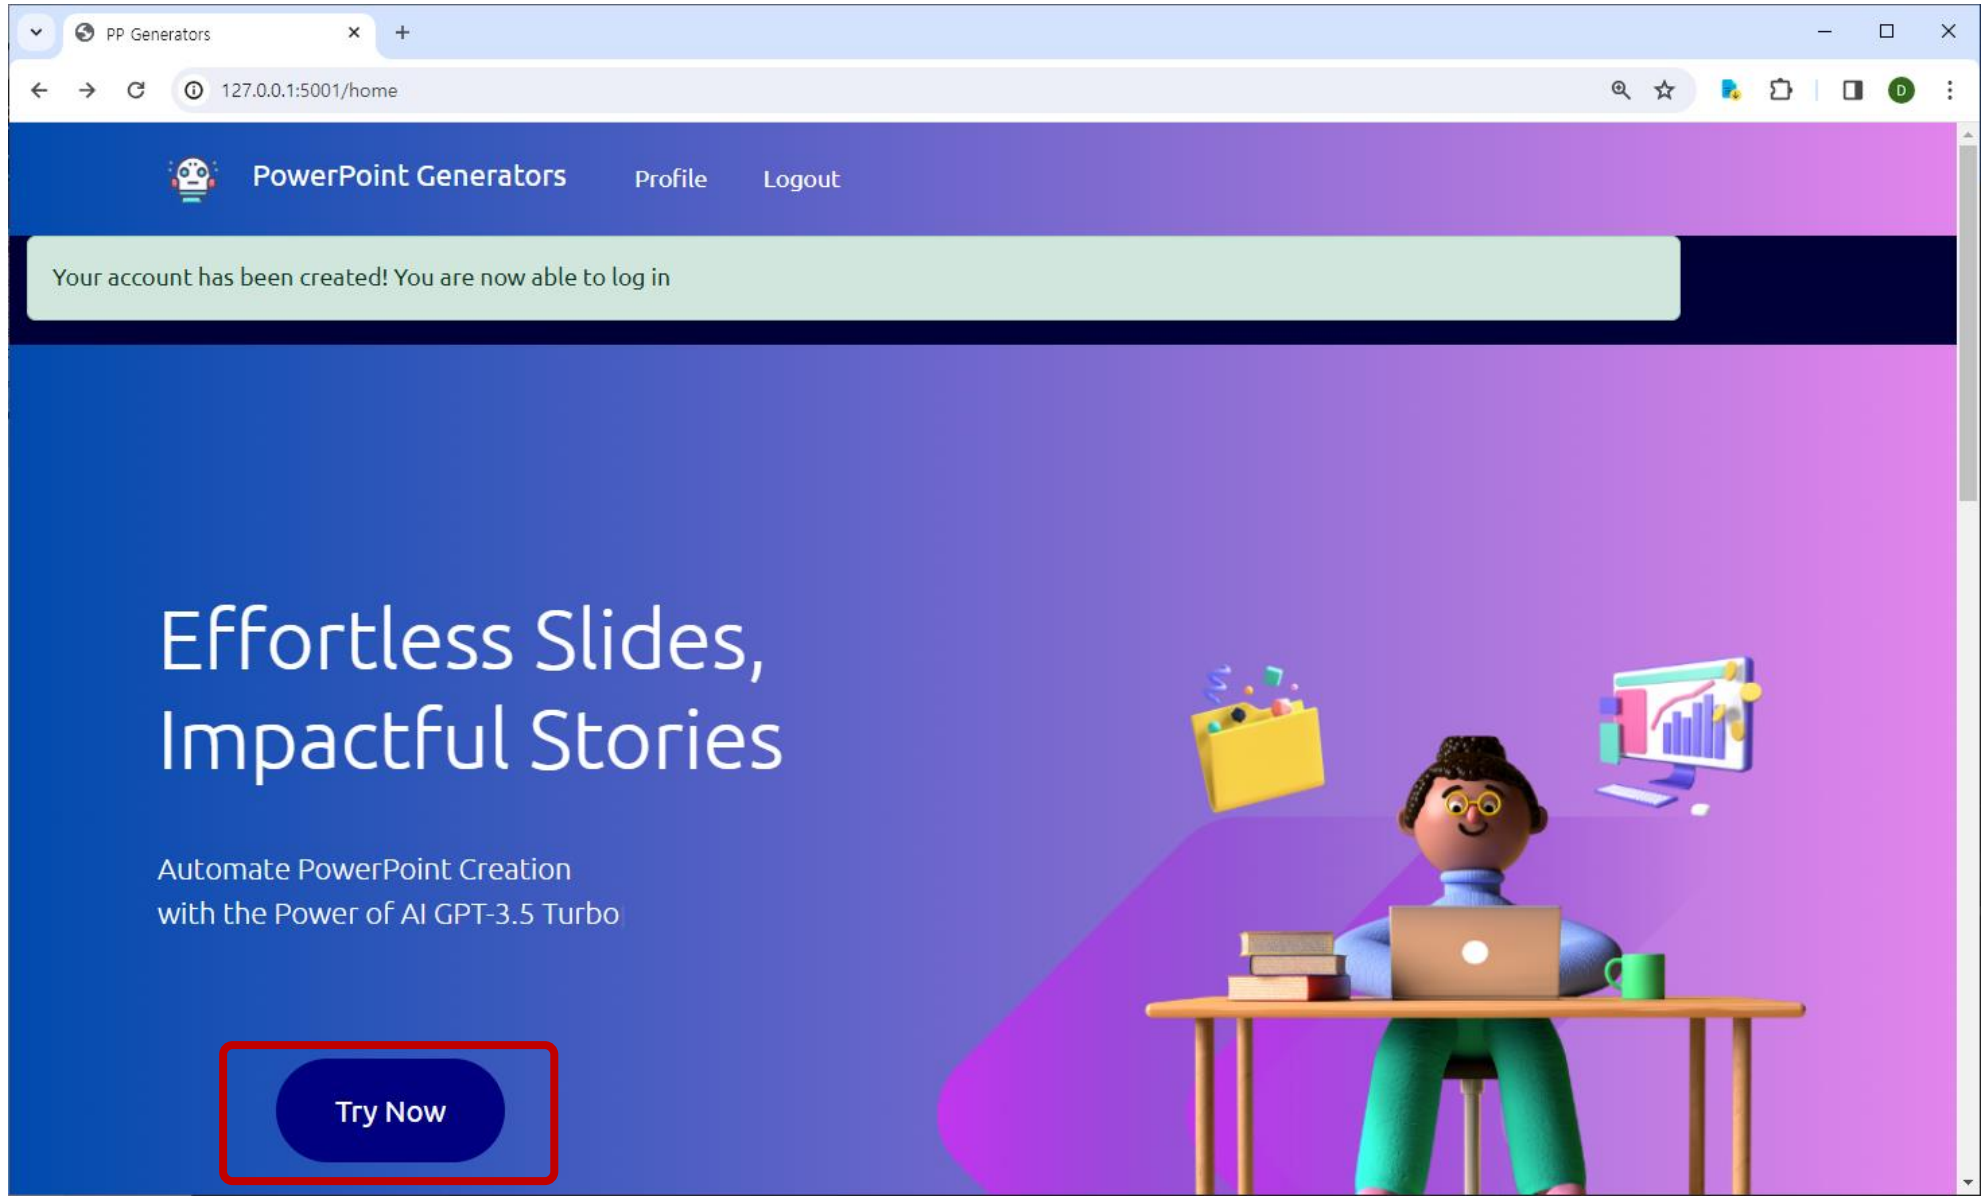 PP Generators
127.0.0.1:5001/home
D
PowerPoint Generators
Profile
Logout
Your account has been created! You are now able to log in
Effortless Slides,
Impactful Stories
Automate PowerPoint Creation
with the Power of AI GPT-3.5 Turbo
Try Now